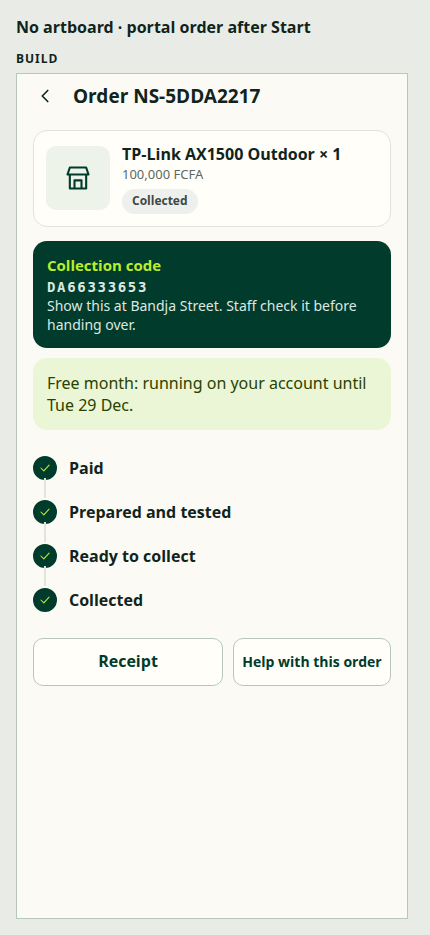 No artboard · portal order after Start
BUILD
Order NS-5DDA2217
TP-Link AX1500 Outdoor × 1
100,000 FCFA
Collected
Collection code
DA66333653
Show this at Bandja Street. Staff check it before
handing over.
Free month: running on your account until
Tue 29 Dec.
Paid
Prepared and tested
Ready to collect
Collected
Receipt
Help with this order